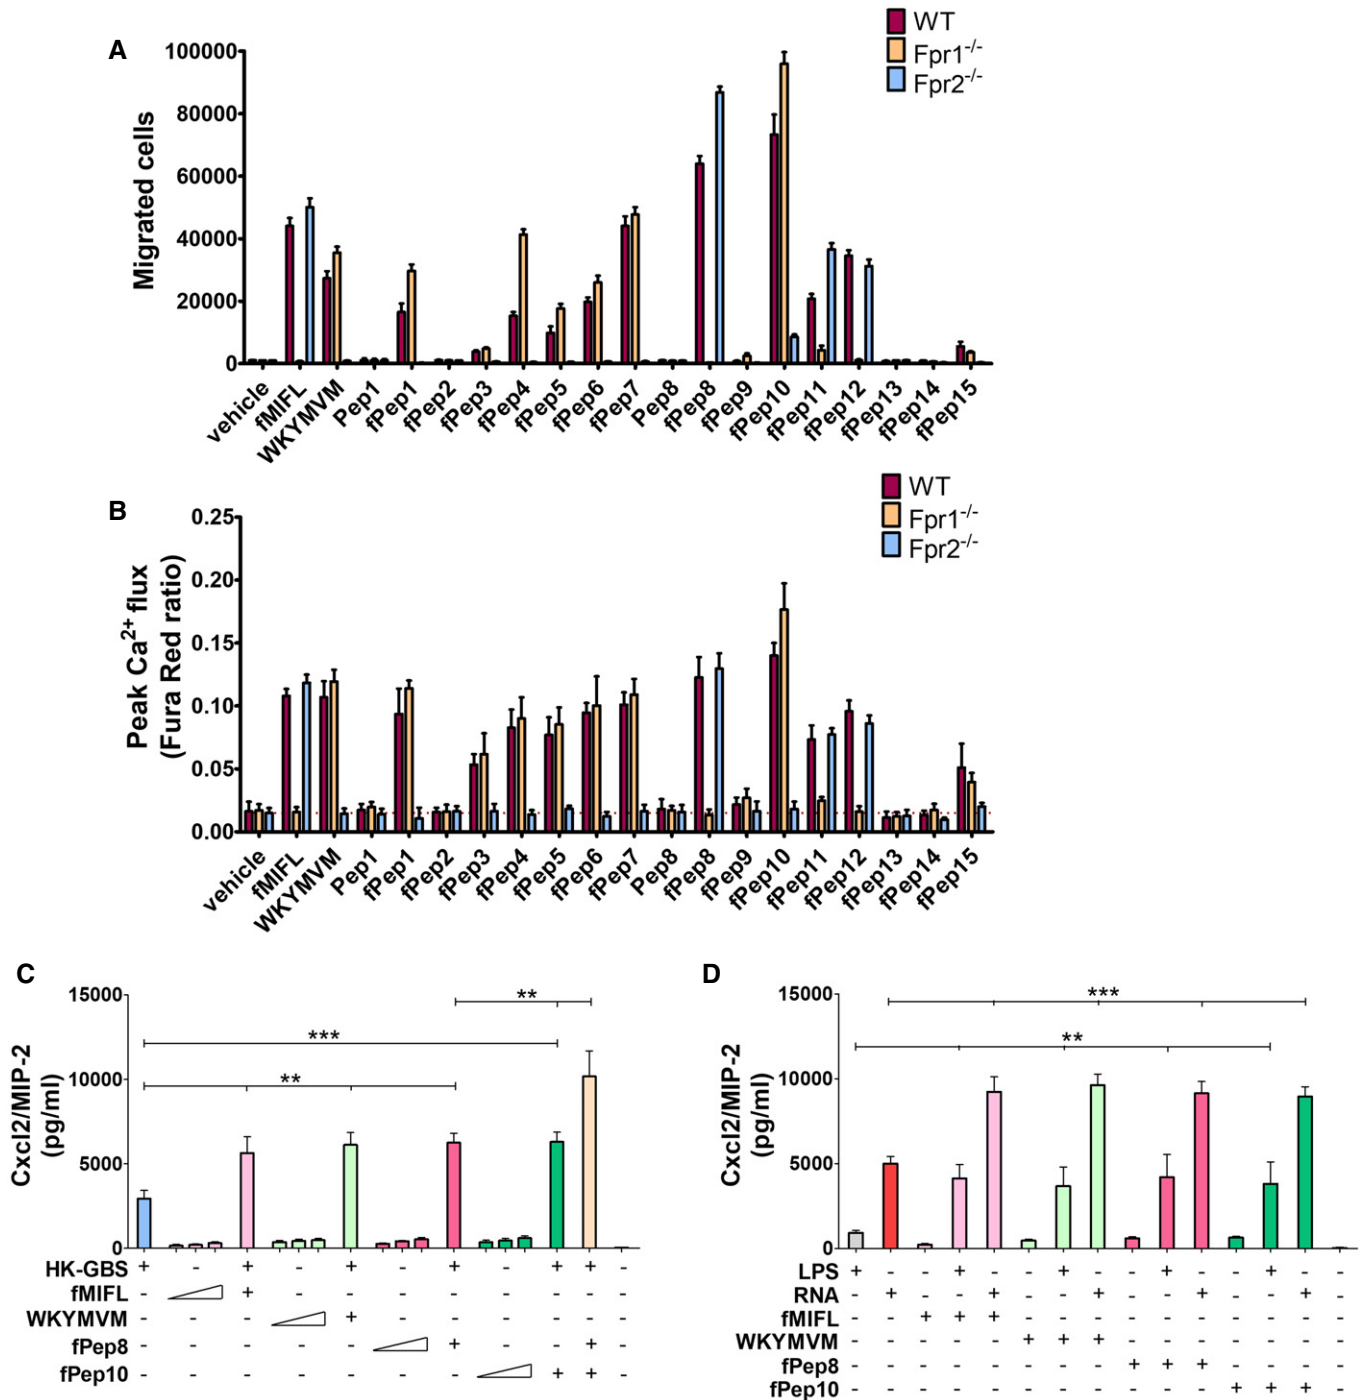 A
WT
Fpr1-/-
Fpr2-/-
Migrated cells
100000
80000
60000
40000
20000
0
vehicle
fMIFL
WKYMVM
Pep1
fPep1
fPep2
fPep3
fPep4
fPep5
fPep6
fPep7
Pep8
fPep8
fPep9
fPep10
fPep11
fPep12
fPep13
fPep14
fPep15
B
WT
Fpr1-/-
Fpr2-/-
Peak Ca2+ flux
(Fura Red ratio)
0.25
0.20
0.15
0.10
0.05
0.00
vehicle
fMIFL
WKYMVM
Pep1
fPep1
fPep2
fPep3
fPep4
fPep5
fPep6
fPep7
Pep8
fPep8
fPep9
fPep10
fPep11
fPep12
fPep13
fPep14
fPep15
C
Cxcl2/MIP-2
(pg/ml)
15000
10000
5000
0
**
***
**
HK-GBS + - + - + - + - + + -
fMIFL - + - - - - - - - -
WKYMVM - - - + - - - - - -
fPep8 - - - - - + - - + -
fPep10 - - - - - - - + + -
D
Cxcl2/MIP-2
(pg/ml)
15000
10000
5000
0
***
**
LPS + - - + - - + - - + - - + - -
RNA - + - - + - - + - - + - - + -
fMIFL - - + + + - - - - - - - - - -
WKYMVM - - - - - + + + - - - - - - -
fPep8 - - - - - - - - + + + - - - -
fPep10 - - - - - - - - - - - + + + -